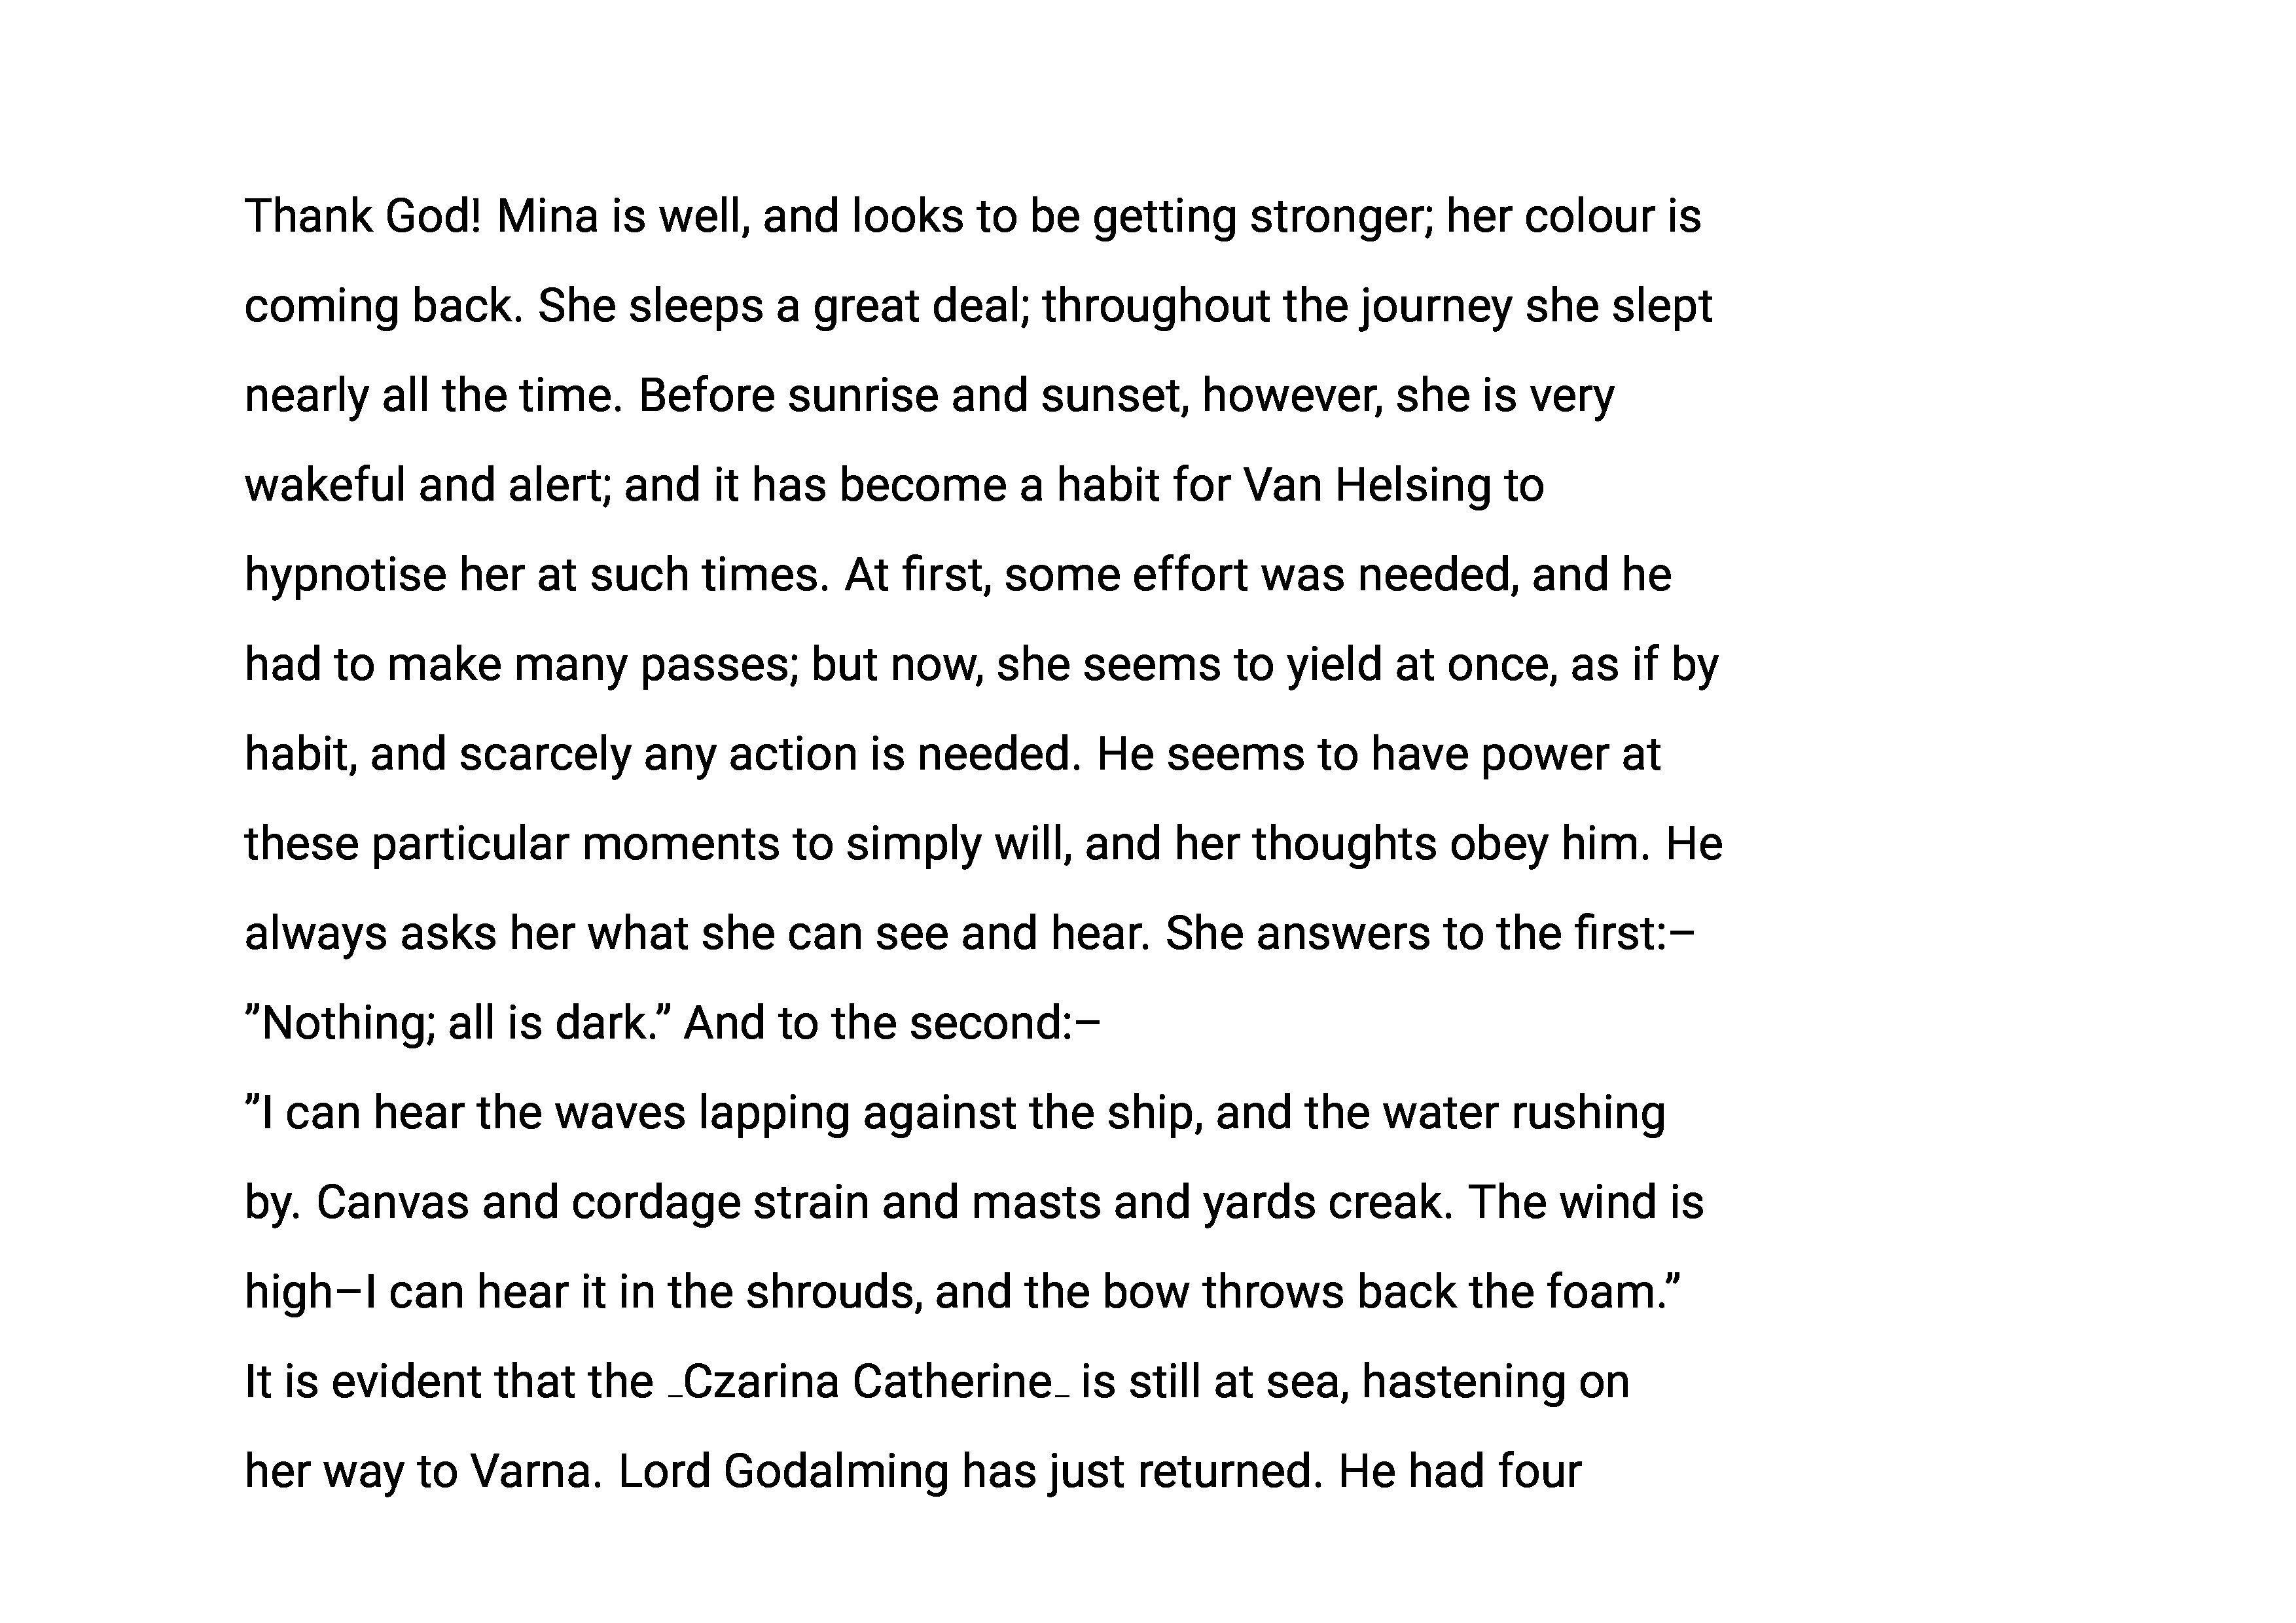 Thank God! Mina is well, and looks to be getting stronger; her colour is
coming back. She sleeps a great deal; throughout the journey she slept
nearly all the time. Before sunrise and sunset, however, she is very
wakeful and alert; and it has become a habit for Van Helsing to
hypnotise her at such times. At first, some effort was needed, and he
had to make many passes; but now, she seems to yield at once, as if by
habit, and scarcely any action is needed. He seems to have power at
these particular moments to simply will, and her thoughts obey him. He
always asks her what she can see and hear. She answers to the first:–
”Nothing; all is dark.” And to the second:–
”I can hear the waves lapping against the ship, and the water rushing
by. Canvas and cordage strain and masts and yards creak. The wind is
high–I can hear it in the shrouds, and the bow throws back the foam.”
It is evident that the _Czarina Catherine_ is still at sea, hastening on
her way to Varna. Lord Godalming has just returned. He had four